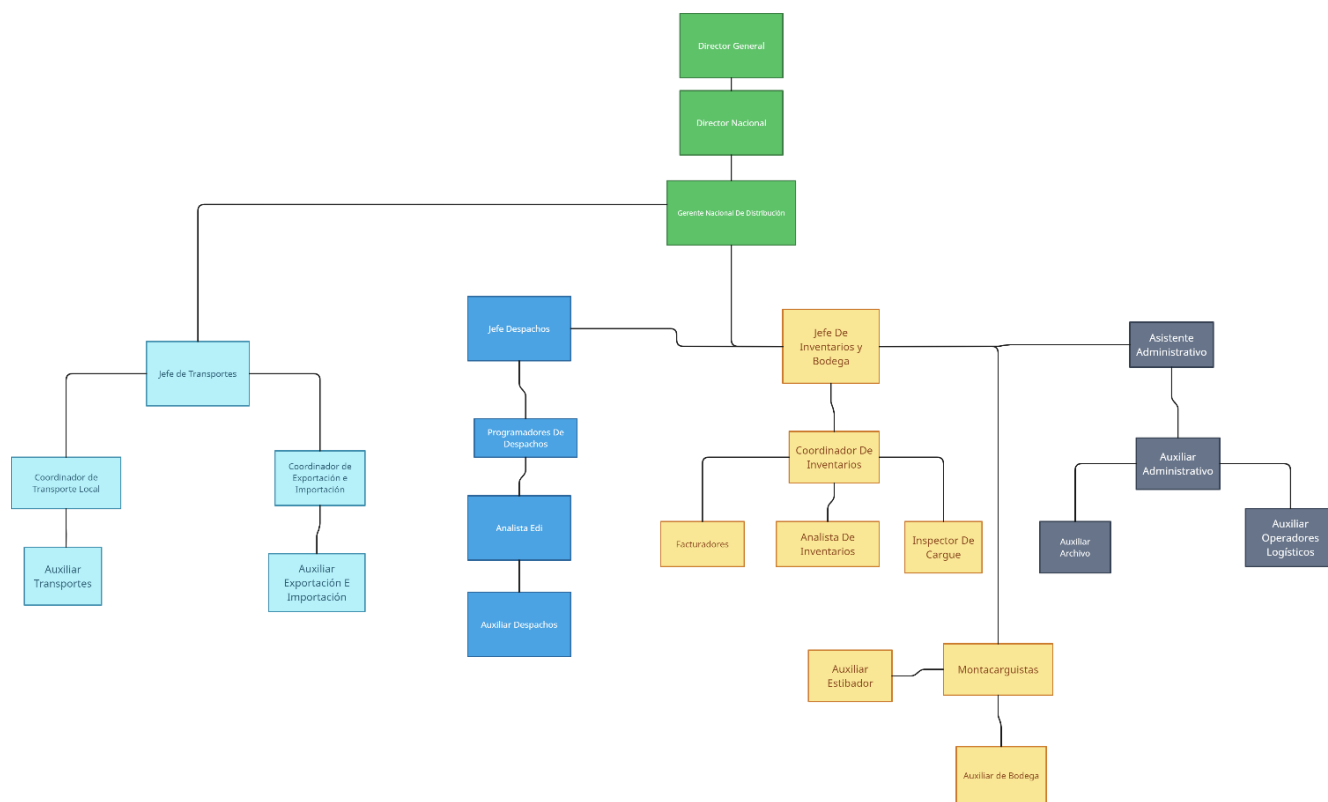 Director General
Director Nacional
Gerente Nacional De Distribución
Jefe de Transportes
Coordinador de
Transporte Local
Auxiliar
Transportes
Coordinador de
Exportación e
Importación
Auxiliar
Exportación E
Importación
Jefe Despachos
Programadores De
Despachos
Analista Edi
Auxiliar Despachos
Jefe De
Inventarios y
Bodega
Coordinador De
Inventarios
Facturadores
Analista De
Inventarios
Inspector De
Cargue
Auxiliar
Estibador
Montacarguistas
Auxiliar de Bodega
Asistente
Administrativo
Auxiliar
Administrativo
Auxiliar
Archivo
Auxiliar
Operadores
Logísticos